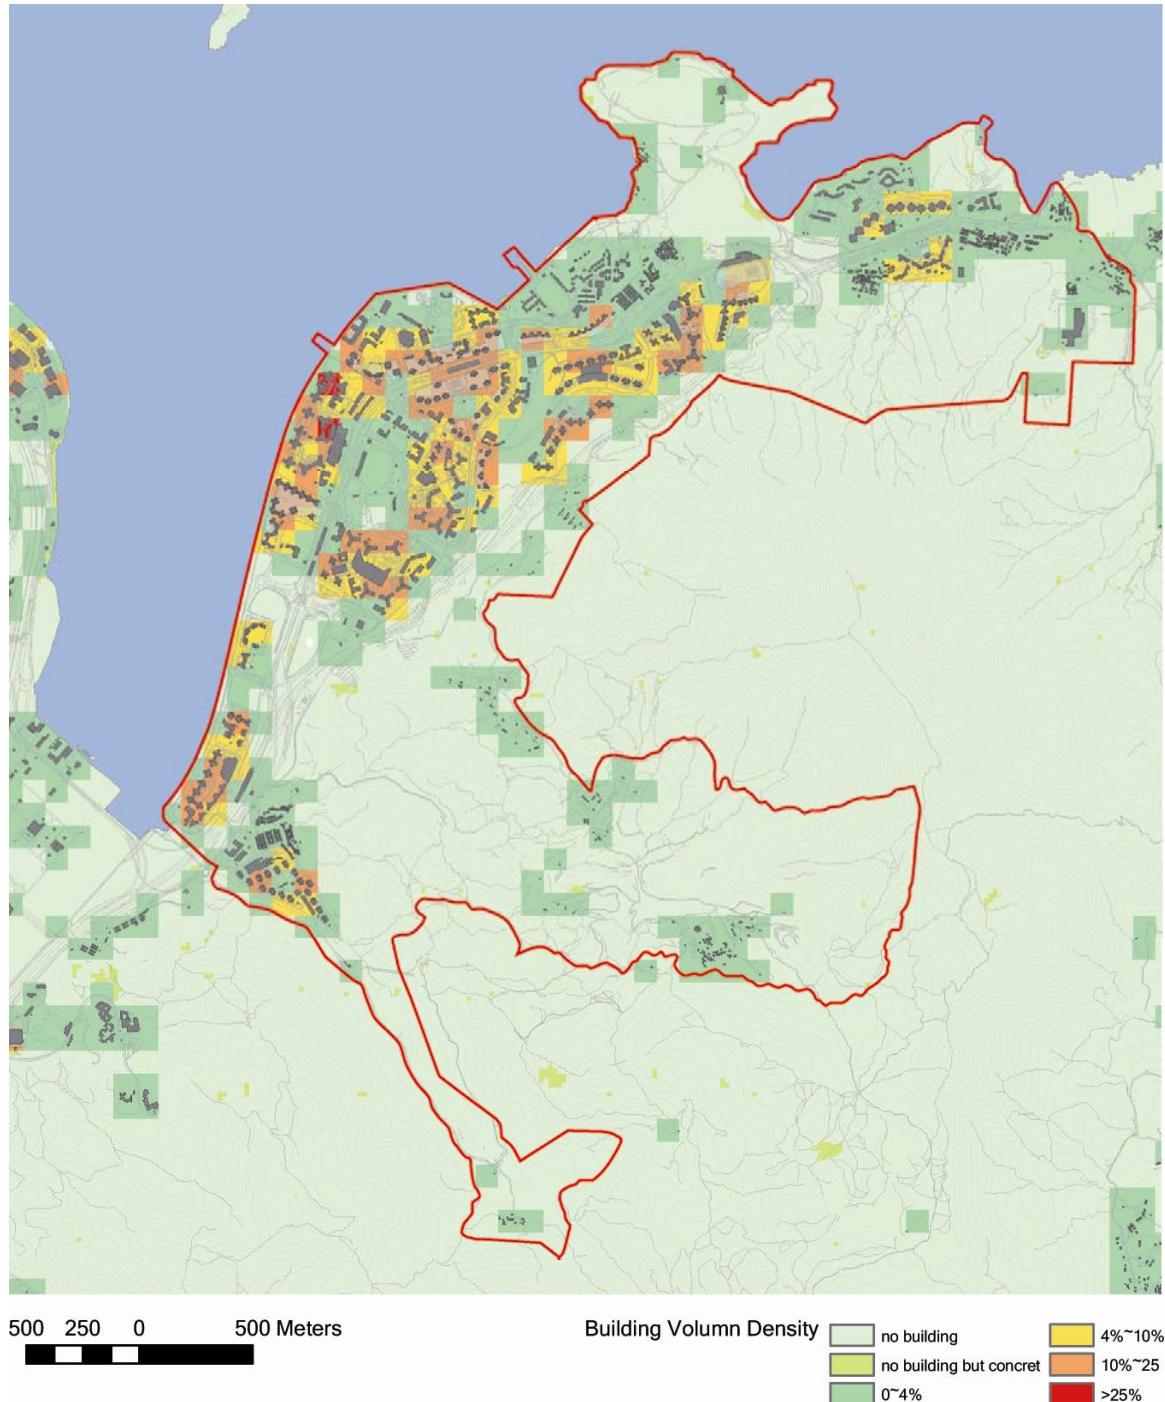 500 250 0 500 Meters
Building Volumn Density
no building
no building but concret
0~4%
4%~10%
10%~25
>25%